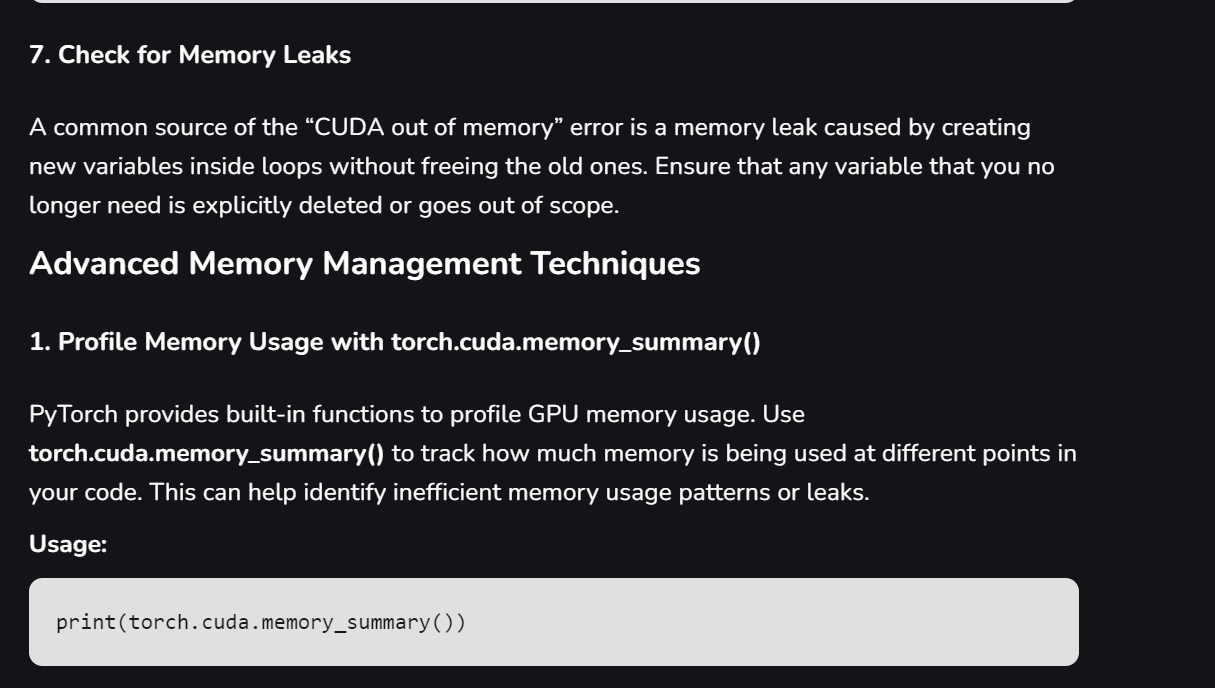 7. Check for Memory Leaks
A common source of the “CUDA out of memory” error is a memory leak caused by creating
new variables inside loops without freeing the old ones. Ensure that any variable that you no
longer need is explicitly deleted or goes out of scope.
Advanced Memory Management Techniques
1. Profile Memory Usage with torch.cuda.memory_summary()
PyTorch provides built-in functions to profile GPU memory usage. Use
torch.cuda.memory_summary() to track how much memory is being used at different points in
your code. This can help identify inefficient memory usage patterns or leaks.
Usage:
print(torch.cuda.memory_summary())